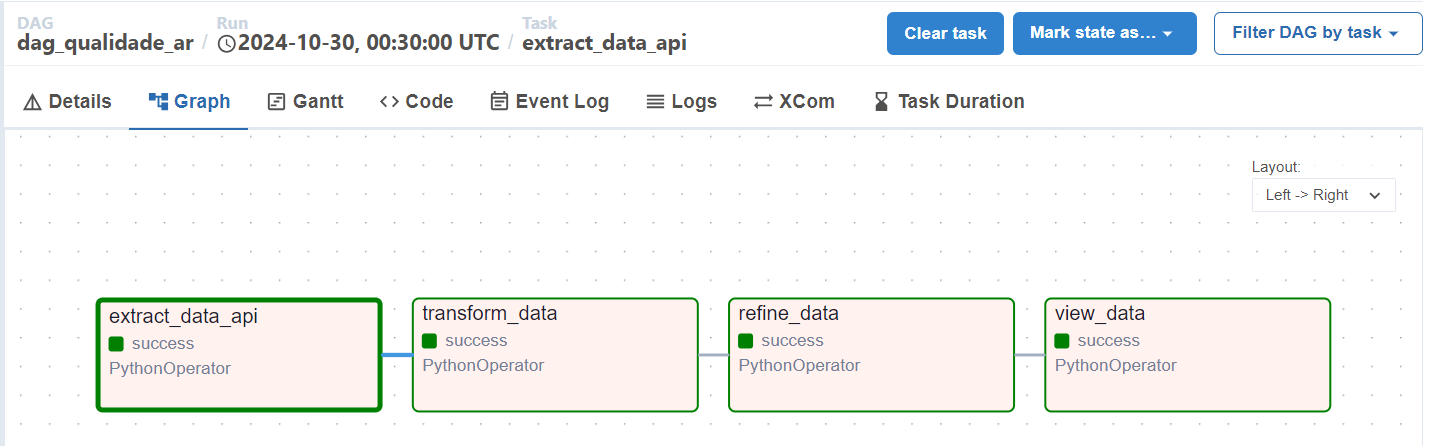 DAG Run Task
dag_qualidade_ar / 2024-10-30, 00:30:00 UTC / extract_data_api
Clear task Mark state as... Filter DAG by task
Details Graph Gantt Code Event Log Logs XCom Task Duration
Layout:
Left -> Right
extract_data_api
success
PythonOperator
transform_data
success
PythonOperator
refine_data
success
PythonOperator
view_data
success
PythonOperator